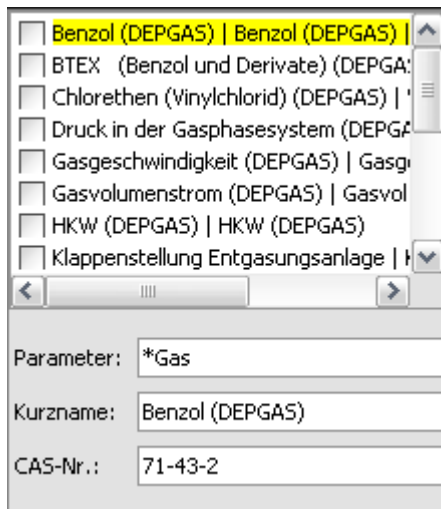 Benzol (DEPGAS) | Benzol (DEPGAS) |
BTEX (Benzol und Derivate) (DEPGA
Chlorethen (Vinylchlorid) (DEPGAS) |
Druck in der Gasphasesystem (DEPGA
Gasgeschwindigkeit (DEPGAS) | Gasg
Gasvolumenstrom (DEPGAS) | Gasvol
HKW (DEPGAS) | HKW (DEPGAS)
Klappenstellung Entgasungsanlage |
Parameter: *Gas
Kurzname: Benzol (DEPGAS)
CAS-Nr.: 71-43-2